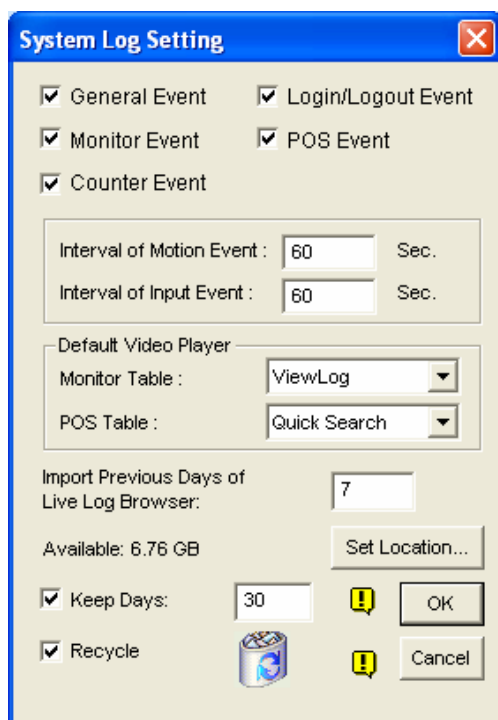 System Log Setting
General Event
Login/Logout Event
Monitor Event
POS Event
Counter Event
Interval of Motion Event : 60 Sec.
Interval of Input Event : 60 Sec.
Default Video Player
Monitor Table : ViewLog
POS Table : Quick Search
Import Previous Days of
Live Log Browser: 7
Available: 6.76 GB
Set Location...
Keep Days: 30
OK
Recycle
Cancel